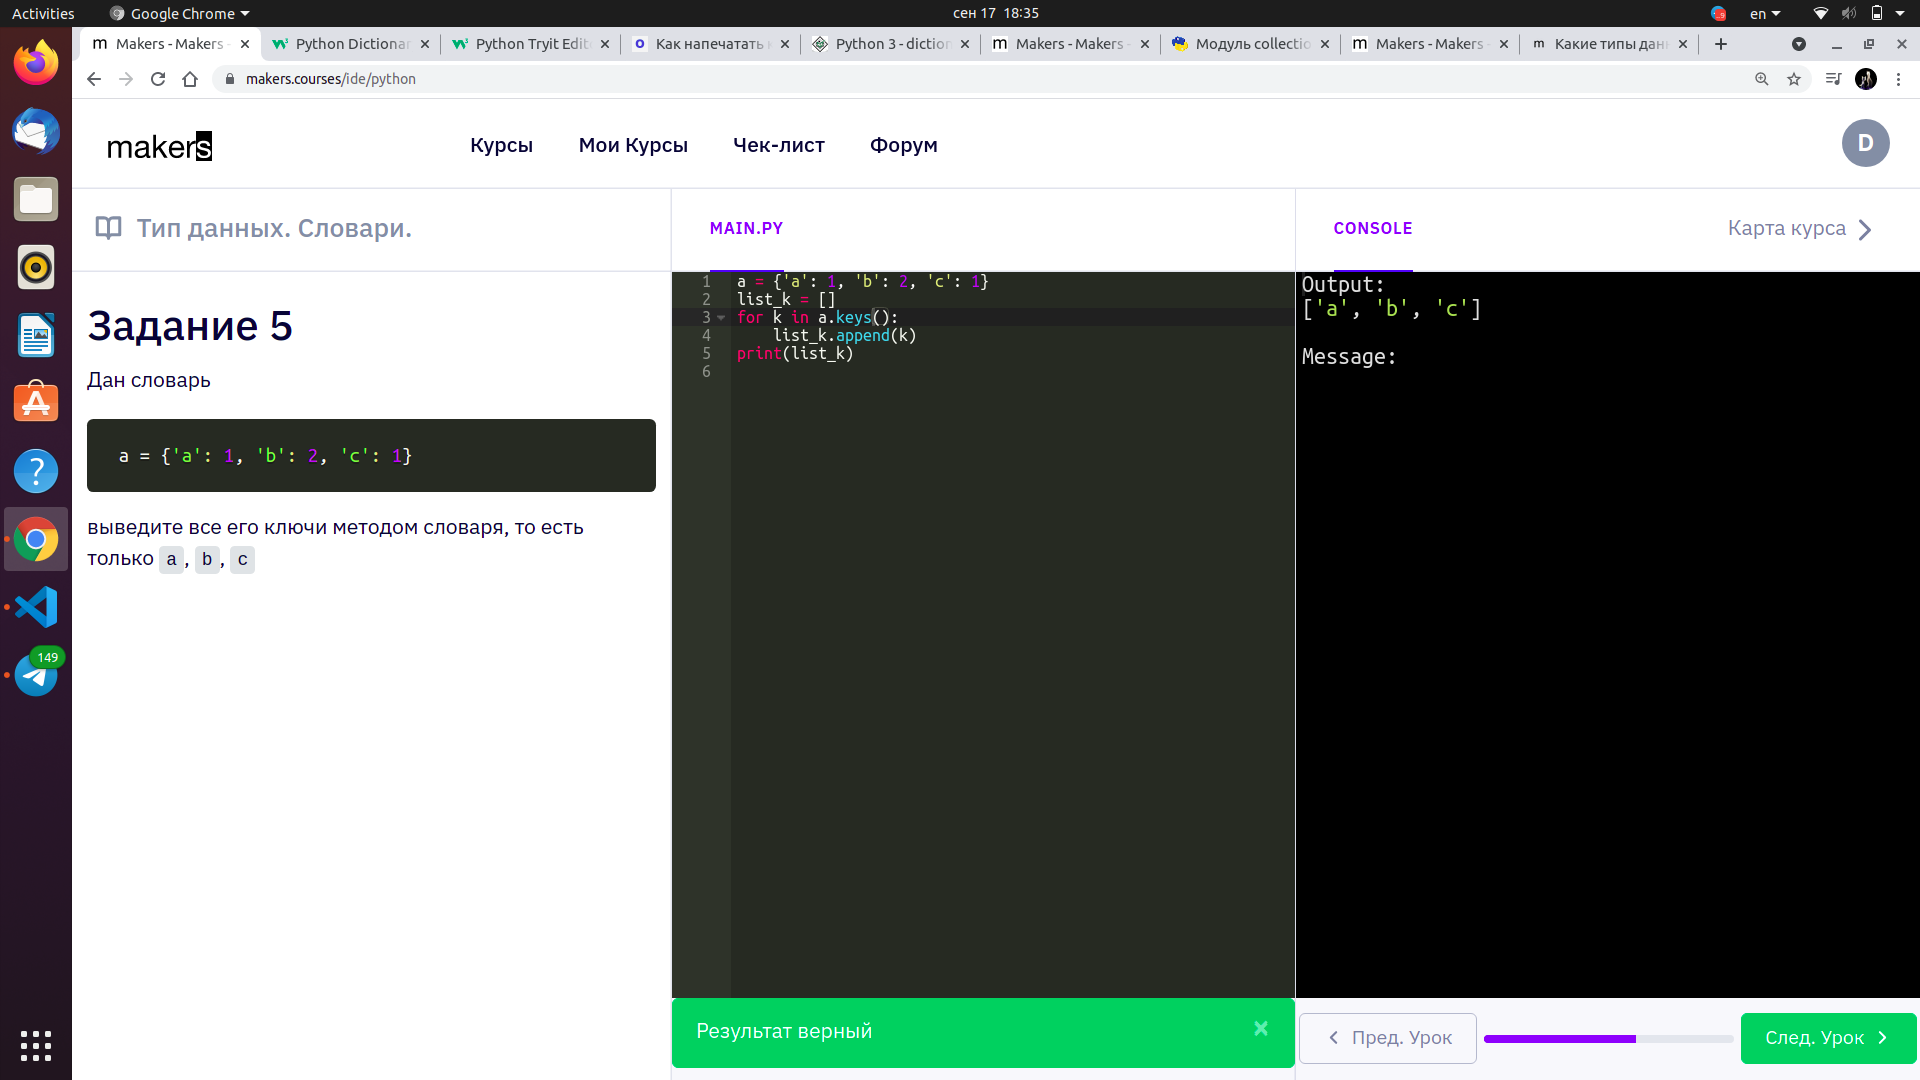 Activities
Google Chrome
сен 17 18:35
en
Makers - Makers -
Python Dictionar
Python Tryit Edit
Как напечатать
Python 3 - diction
Makers - Makers -
Модуль collectio
Makers - Makers -
Какие типы дан
makers.courses/ide/python
makers
Курсы
Мои Курсы
Чек-лист
Форум
D
Тип данных. Словари.
MAIN.PY
CONSOLE
Карта курса
Задание 5
Дан словарь
a = {'a': 1, 'b': 2, 'c': 1}
выведите все его ключи методом словаря, то есть
только a, b, c
1 a = {'a': 1, 'b': 2, 'c': 1}
2 list_k = []
3 for k in a.keys():
4     list_k.append(k)
5 print(list_k)
6
Output:
['a', 'b', 'c']
Message:
149
Результат верный
Пред. Урок
След. Урок